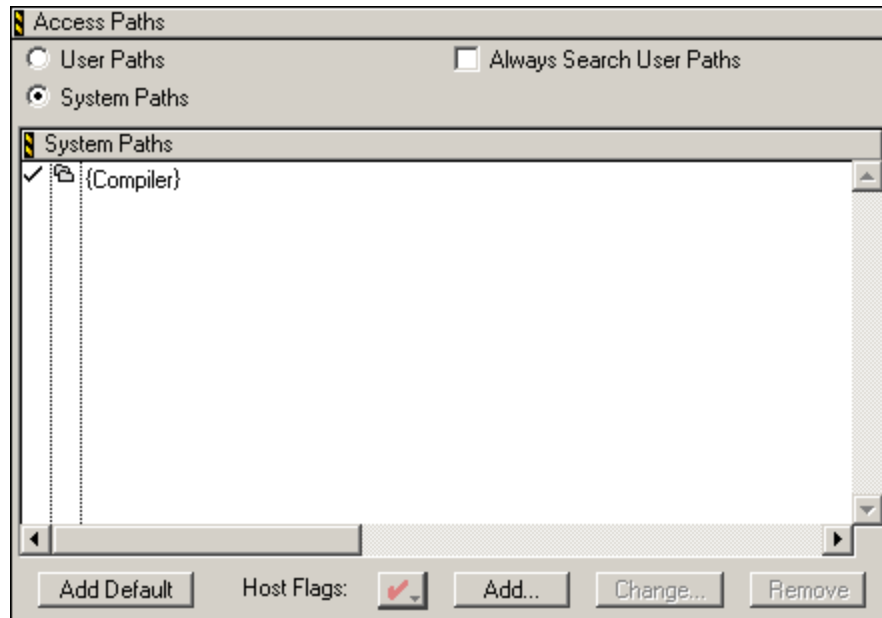 Access Paths
User Paths
Always Search User Paths
System Paths
System Paths
{Compiler}
Add Default
Host Flags:
Add...
Change...
Remove